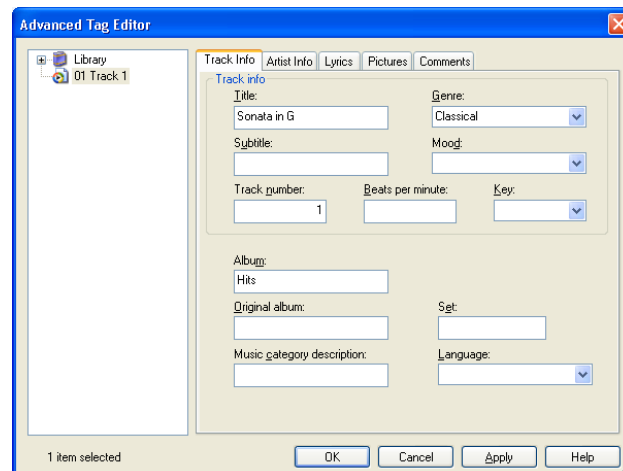 Advanced Tag Editor
Library
01 Track 1
Track Info Artist Info Lyrics Pictures Comments
Track info
Title: Genre:
Sonata in G Classical
Subtitle: Mood:
Track number: Beats per minute: Key:
1
Album:
Hits
Original album: Set:
Music category description: Language:
1 item selected OK Cancel Apply Help